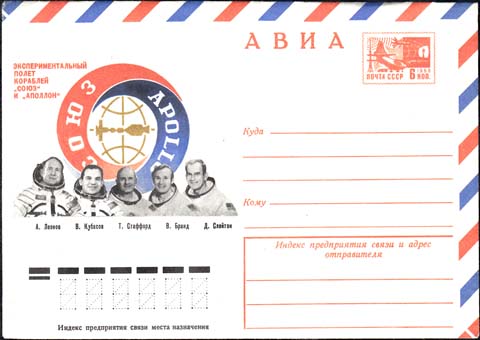 АВИА
ЭКСПЕРИМЕНТАЛЬНЫЙ
ПОЛЕТ
КОРАБЛЕЙ
„СОЮЗ"
И „АПОЛЛОН"
СОЮЗ
APOLLO
ПОЧТА СССР 6 КОП.
Куда
Кому
А. Леонов В. Кубасов Т. Стаффорд В. Бранд Д. Слейтон
Индекс предприятия связи и адрес
отправителя
Индекс предприятия связи места назначения